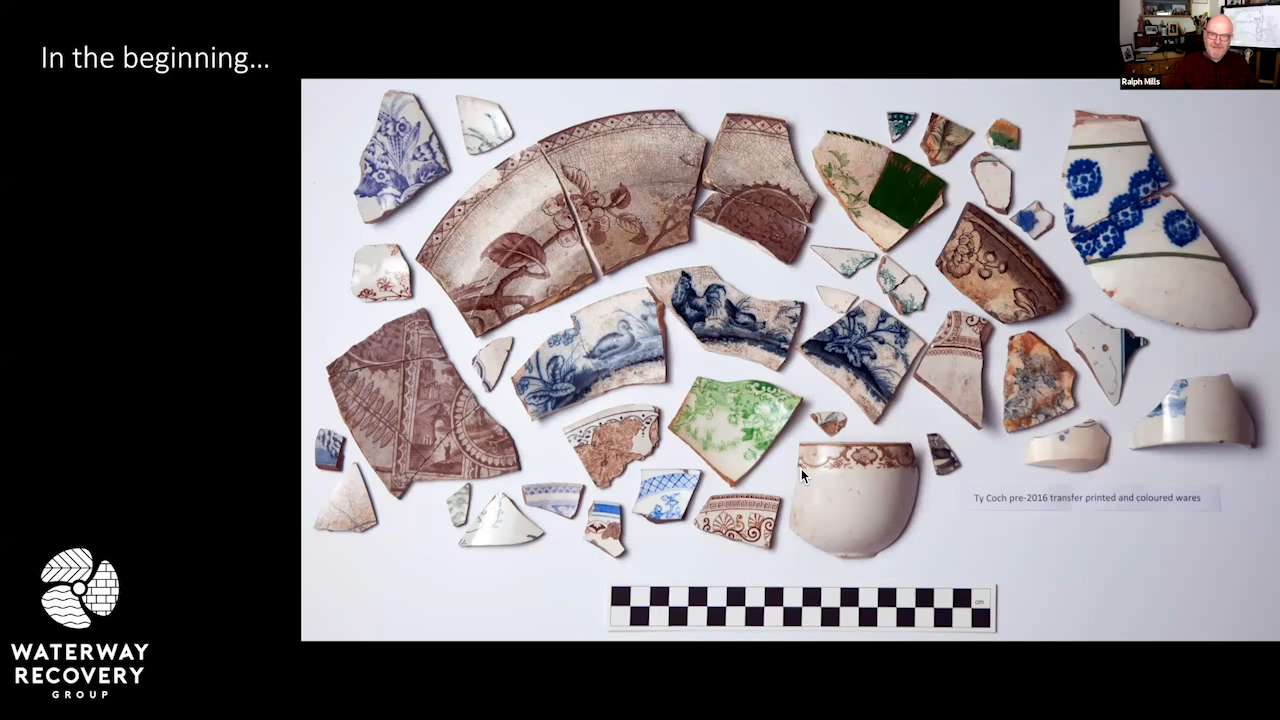 In the beginning...
Ralph Mills
Ty Coch pre-2016 transfer printed and coloured wares
cm
WATERWAY
RECOVERY
GROUP